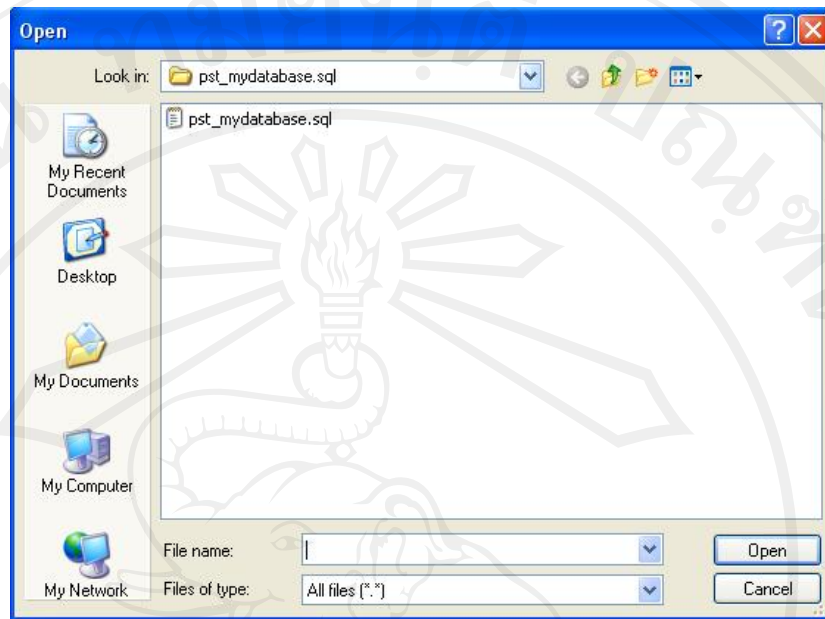 Open
Look in: pst_mydatabase.sql
pst_mydatabase.sql
My Recent
Documents
Desktop
My Documents
My Computer
My Network
File name:
Open
Files of type: All files (*.*)
Cancel